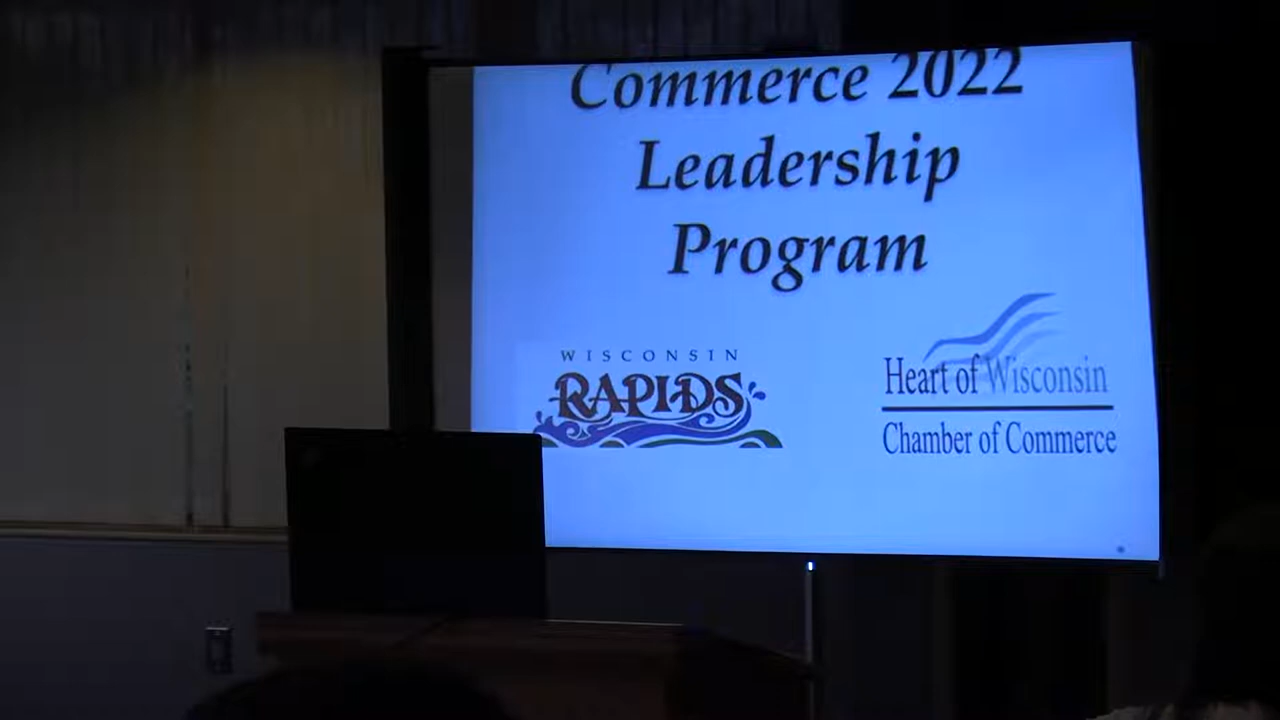 Commerce 2022
Leadership
Program
WISCONSIN
RAPIDS
Heart of Wisconsin
Chamber of Commerce